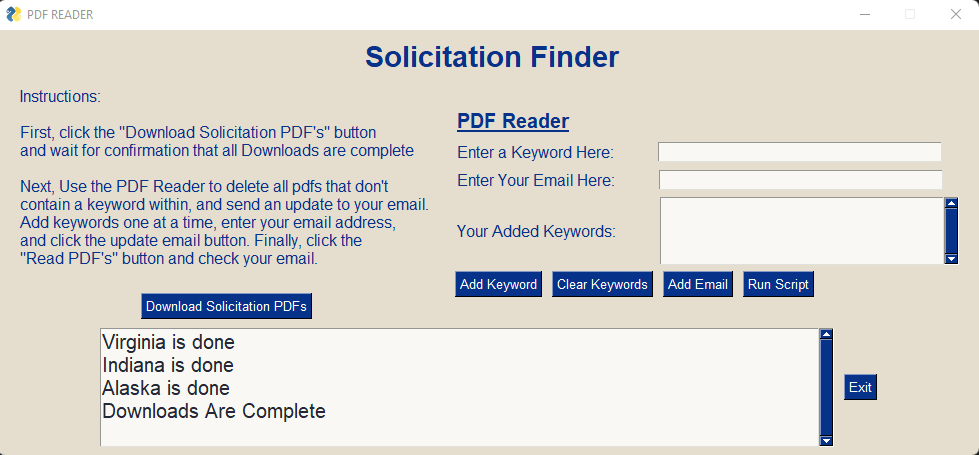 PDF READER
Solicitation Finder
Instructions:
First, click the "Download Solicitation PDF's" button
and wait for confirmation that all Downloads are complete
Next, Use the PDF Reader to delete all pdfs that don't
contain a keyword within, and send an update to your email.
Add keywords one at a time, enter your email address,
and click the update email button. Finally, click the
"Read PDF's" button and check your email.
Download Solicitation PDFs
PDF Reader
Enter a Keyword Here:
Enter Your Email Here:
Your Added Keywords:
Add Keyword Clear Keywords Add Email Run Script
Virginia is done
Indiana is done
Alaska is done
Downloads Are Complete
Exit